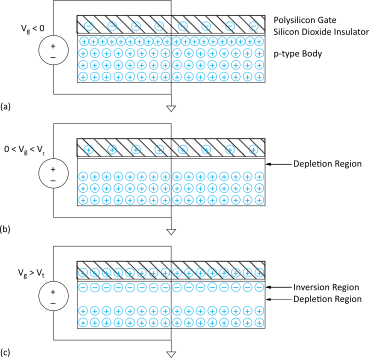 V_g < 0
Polysilicon Gate
Silicon Dioxide Insulator
p-type Body
(a)
0 < V_g < V_t
Depletion Region
(b)
V_g > V_t
Inversion Region
Depletion Region
(c)